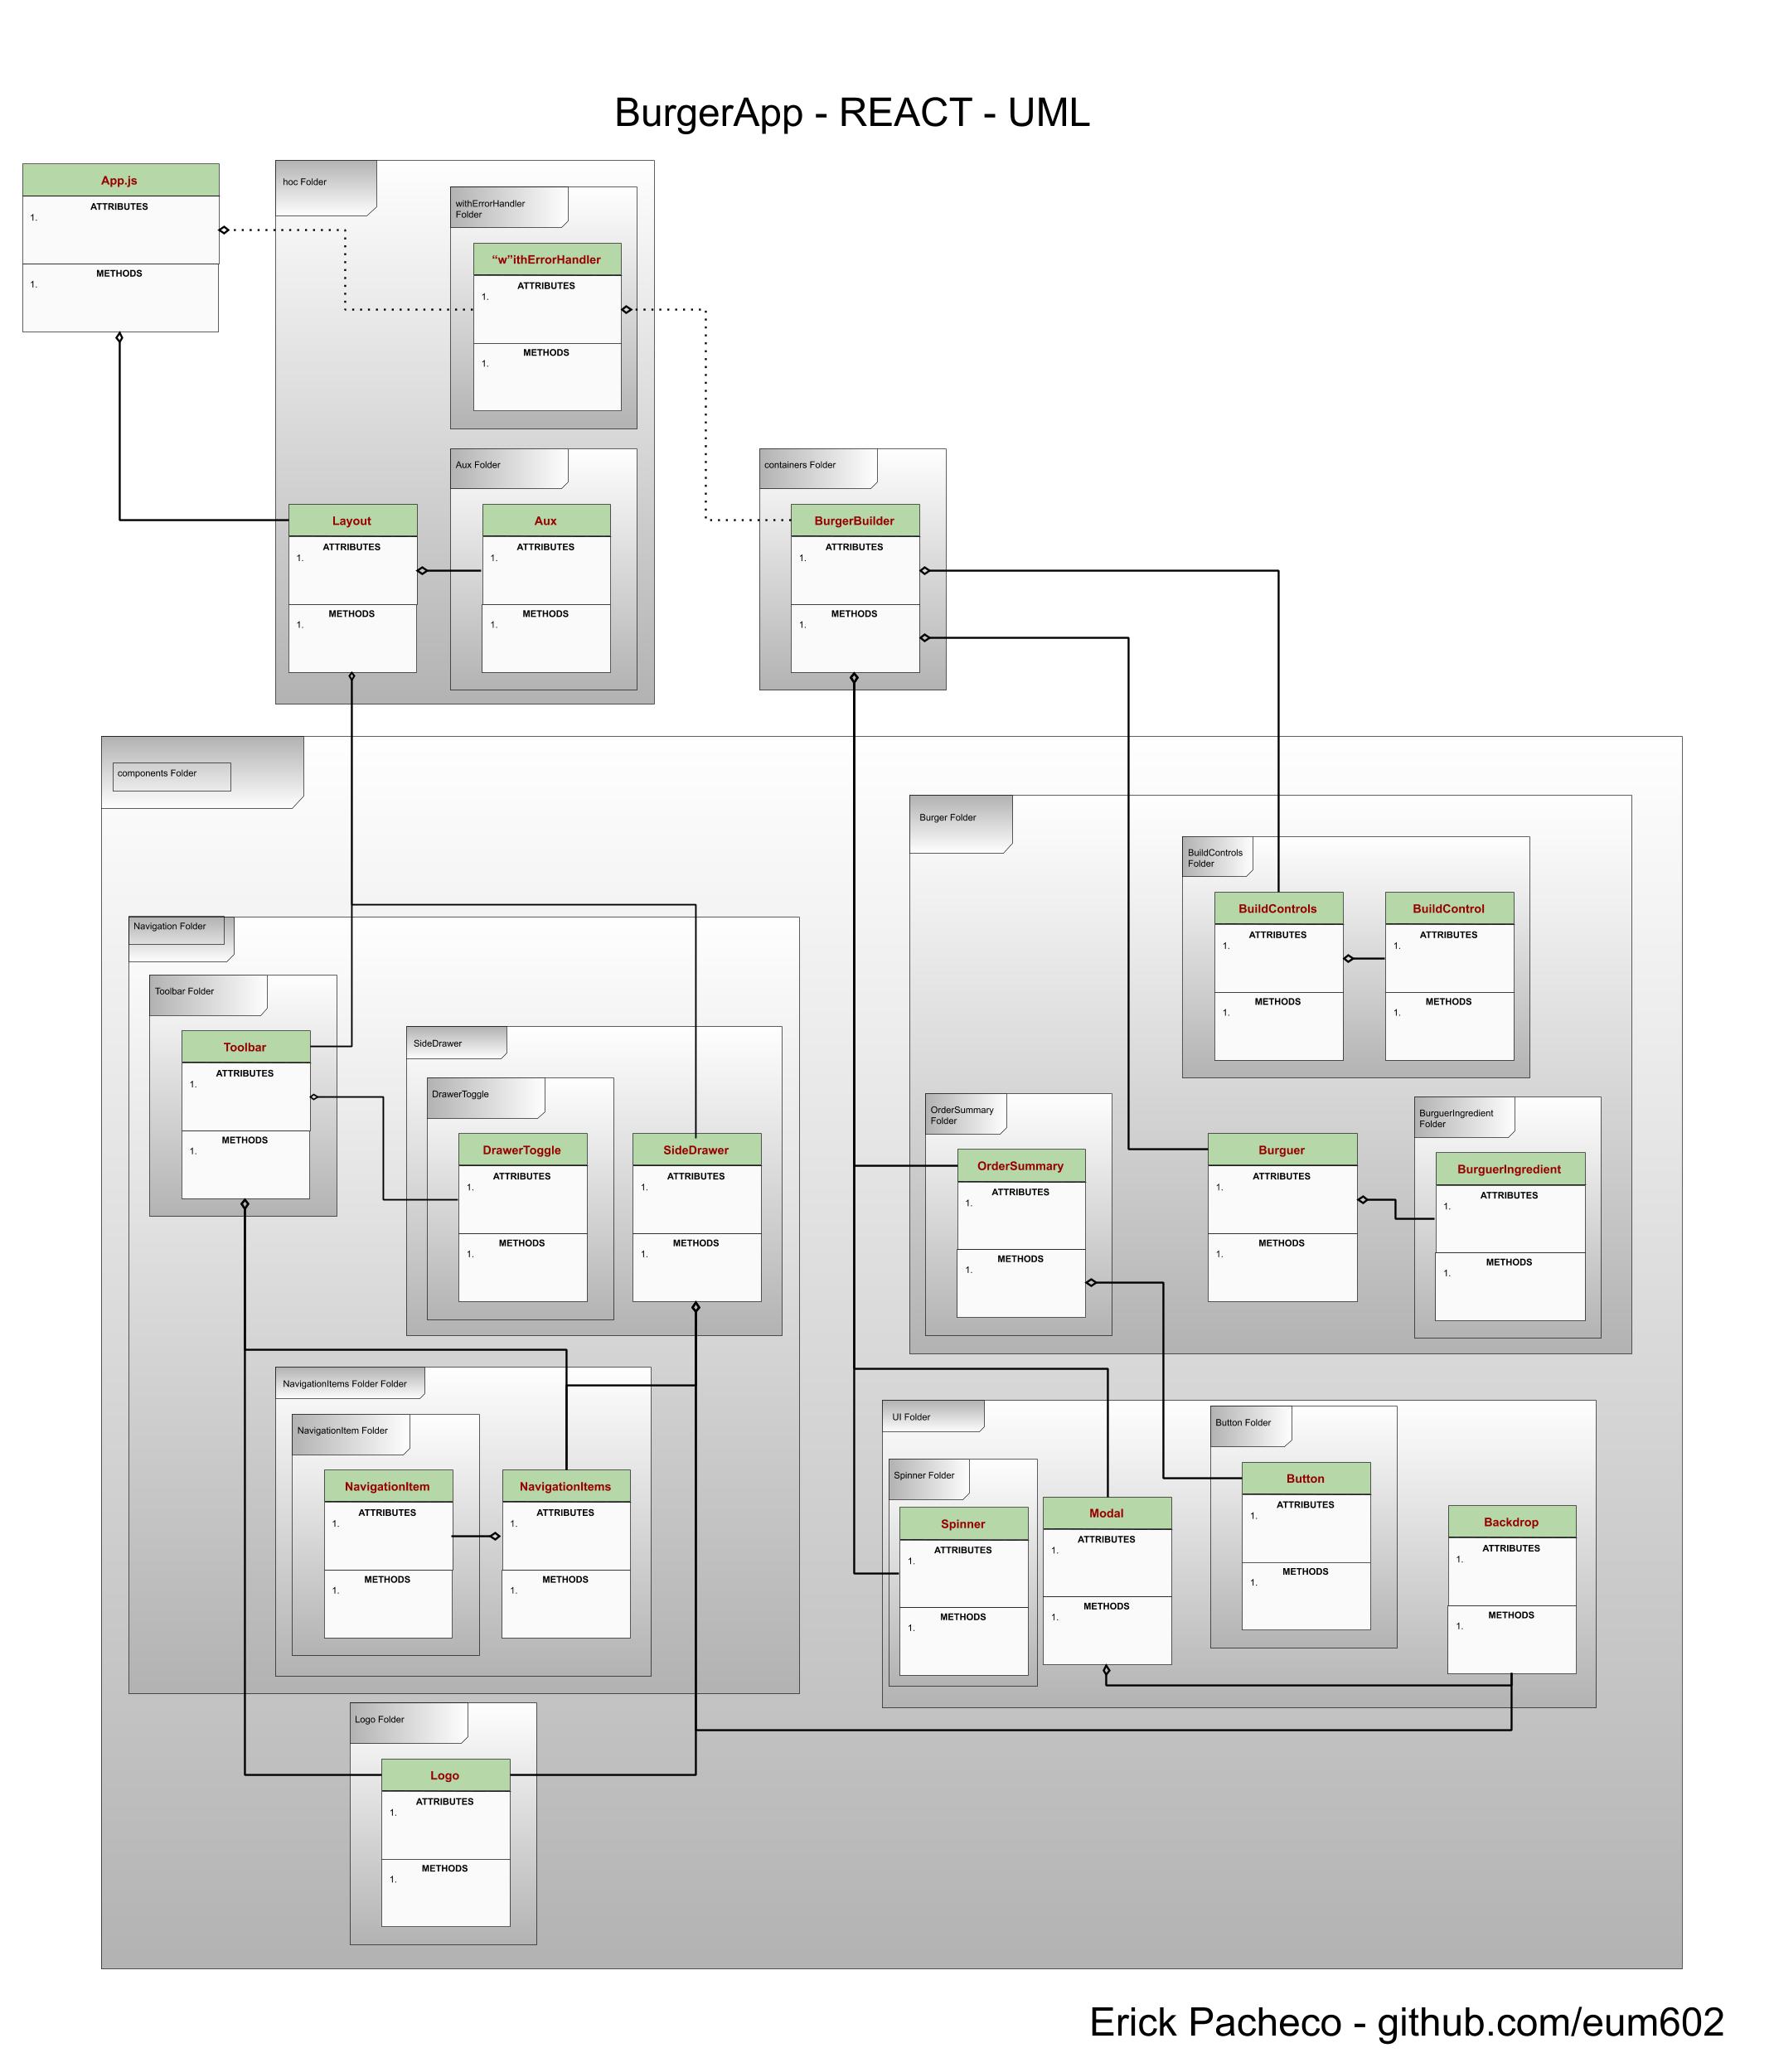 BurgerApp - REACT - UML
App.js
ATTRIBUTES
1.
METHODS
1.
hoc Folder
withErrorHandler
Folder
“w”ithErrorHandler
ATTRIBUTES
1.
METHODS
1.
Aux Folder
Layout
ATTRIBUTES
1.
METHODS
1.
Aux
ATTRIBUTES
1.
METHODS
1.
containers Folder
BurgerBuilder
ATTRIBUTES
1.
METHODS
1.
components Folder
Navigation Folder
Toolbar Folder
Toolbar
ATTRIBUTES
1.
METHODS
1.
SideDrawer
DrawerToggle
DrawerToggle
ATTRIBUTES
1.
METHODS
1.
SideDrawer
ATTRIBUTES
1.
METHODS
1.
NavigationItems Folder Folder
NavigationItem Folder
NavigationItem
ATTRIBUTES
1.
METHODS
1.
NavigationItems
ATTRIBUTES
1.
METHODS
1.
Logo Folder
Logo
ATTRIBUTES
1.
METHODS
1.
Burger Folder
BuildControls
Folder
BuildControls
ATTRIBUTES
1.
METHODS
1.
BuildControl
ATTRIBUTES
1.
METHODS
1.
OrderSummary
Folder
OrderSummary
ATTRIBUTES
1.
METHODS
1.
Burguer
ATTRIBUTES
1.
METHODS
1.
BurguerIngredient
Folder
BurguerIngredient
ATTRIBUTES
1.
METHODS
1.
UI Folder
Spinner Folder
Spinner
ATTRIBUTES
1.
METHODS
1.
Modal
ATTRIBUTES
1.
METHODS
1.
Button Folder
Button
ATTRIBUTES
1.
METHODS
1.
Backdrop
ATTRIBUTES
1.
METHODS
1.
Erick Pacheco - github.com/eum602